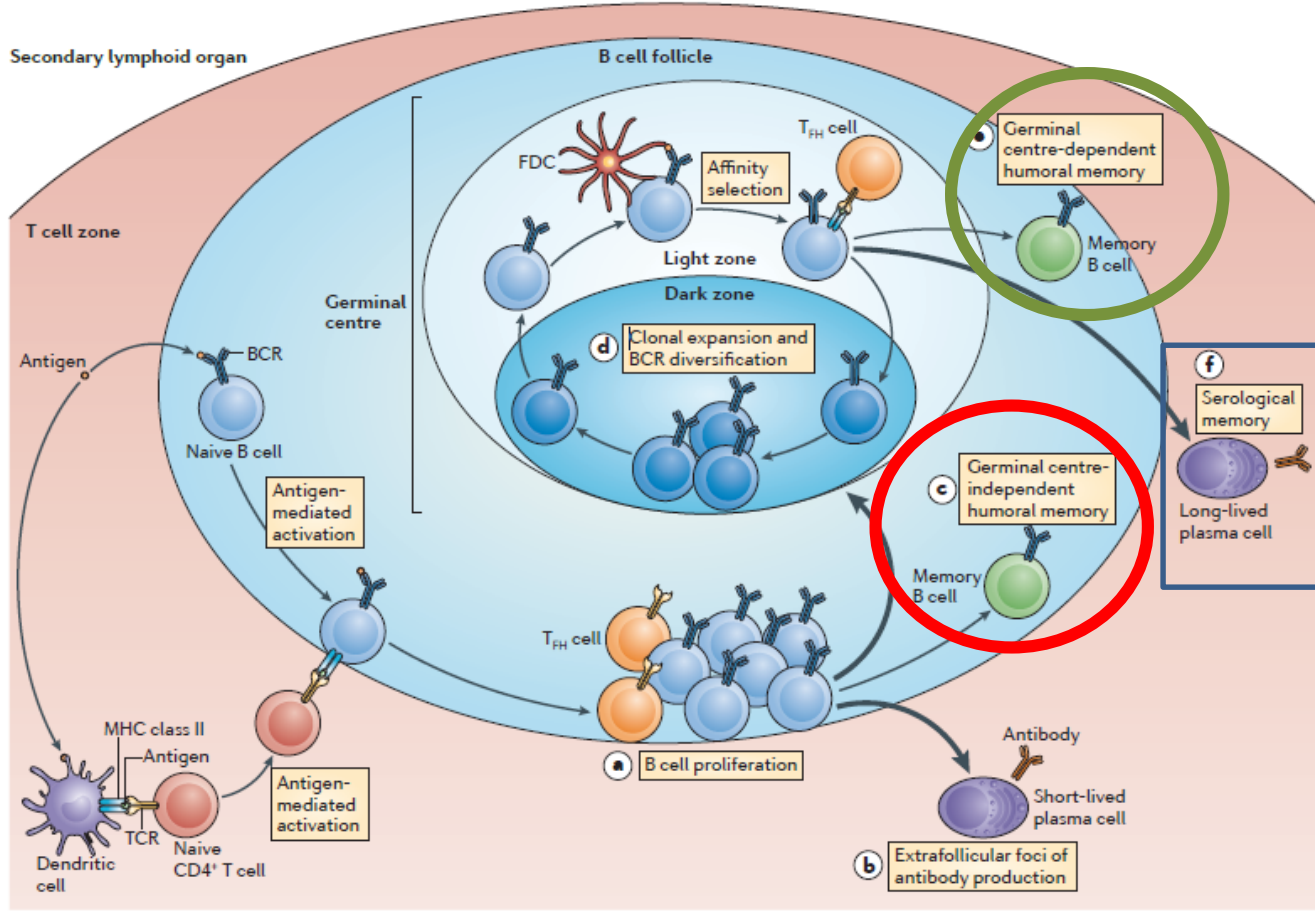 Secondary lymphoid organ
B cell follicle
T cell zone
Germinal
centre
FDC
Affinity
selection
TFH cell
Light zone
Dark zone
d
Clonal expansion and
BCR diversification
e
Germinal
centre-dependent
humoral memory
Memory
B cell
f
Serological
memory
Long-lived
plasma cell
c
Germinal centre-
independent
humoral memory
Memory
B cell
Antigen
BCR
Naive B cell
Antigen-
mediated
activation
TFH cell
a
B cell proliferation
MHC class II
Antigen
TCR
Dendritic
cell
Naive
CD4+ T cell
Antigen-
mediated
activation
Antibody
Short-lived
plasma cell
b
Extrafollicular foci of
antibody production